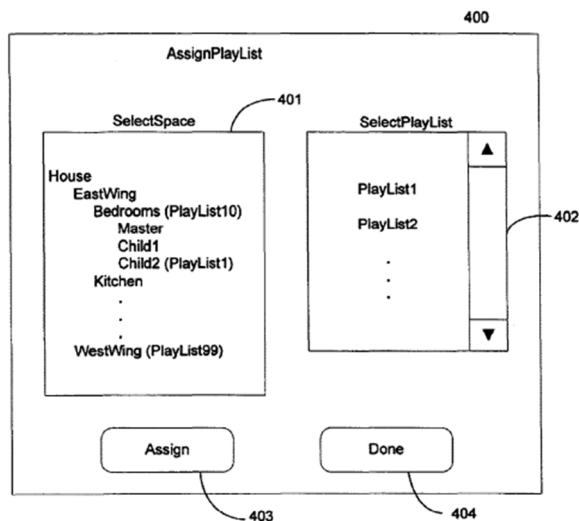 400
AssignPlayList
401
SelectSpace
House
EastWing
Bedrooms (PlayList10)
Master
Child1
Child2 (PlayList1)
Kitchen
.
.
.
WestWing (PlayList99)
SelectPlayList
PlayList1
PlayList2
.
.
.
402
Assign
Done
403
404